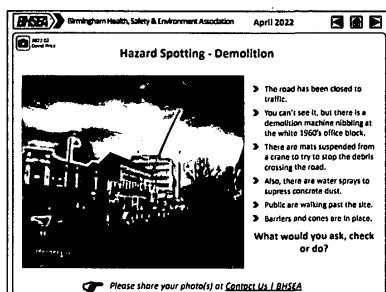 BHSEA Birmingham Health, Safety & Environment Association April 2022
2022 02
David Price
Hazard Spotting - Demolition
The road has been closed to
traffic.
You can't see it, but there is a
demolition machine nibbling at
the white 1960's office block.
There are mats suspended from
a crane to try to stop the debris
crossing the road.
Also, there are water sprays to
supress concrete dust.
Public are walking past the site.
Barriers and cones are in place.
What would you ask, check
or do?
Please share your photo(s) at Contact Us | BHSEA